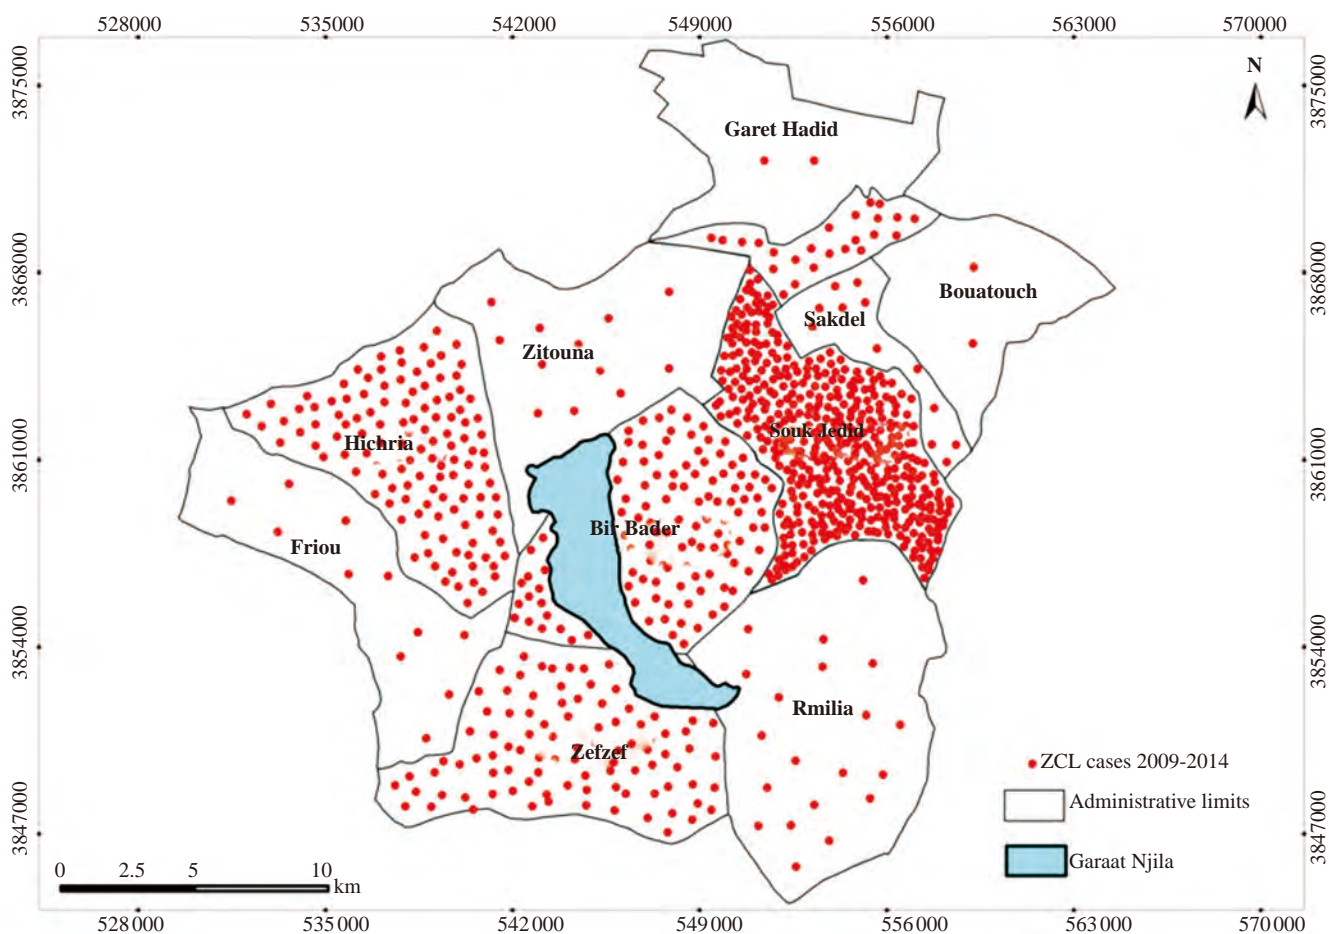 528000 535000 542000 549000 556000 563000 570000
3875000 3875000
N
Garet Hadid
3868000 3868000
Bouatouch
Sakdel
Zitouna
Souk Jedid
Hichria
3861000 3861000
Bir Bader
Friou
3854000 3854000
Rmilia
Zefzef
ZCL cases 2009-2014
Administrative limits
3847000 3847000
Garaat Njila
0 2.5 5 10
km
528000 535000 542000 549000 556000 563000 570000